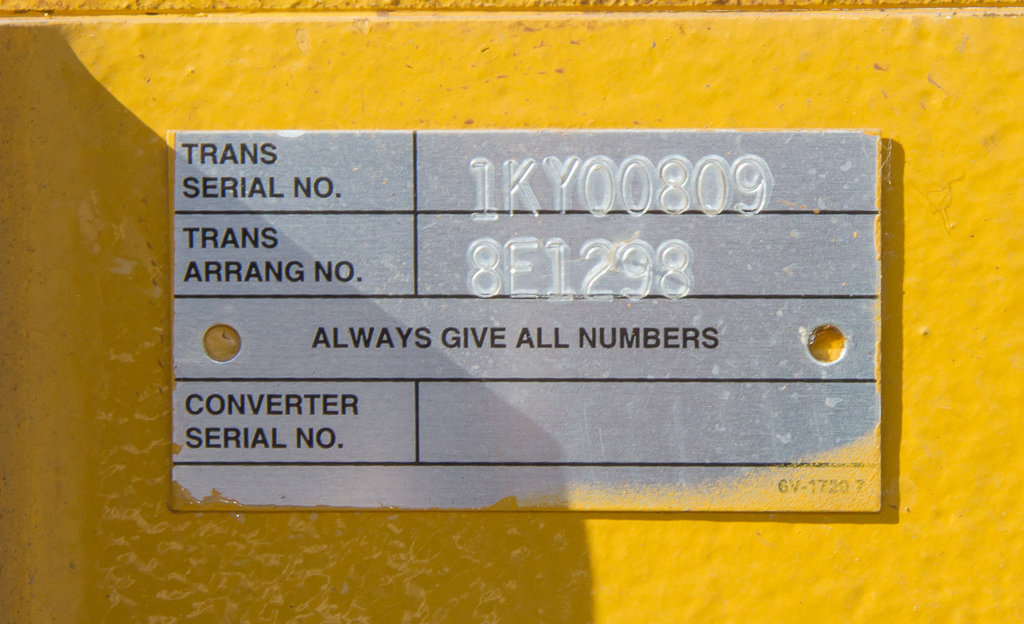 TRANS
SERIAL NO.
1KY00809
TRANS
ARRANG NO.
8E1298
ALWAYS GIVE ALL NUMBERS
CONVERTER
SERIAL NO.